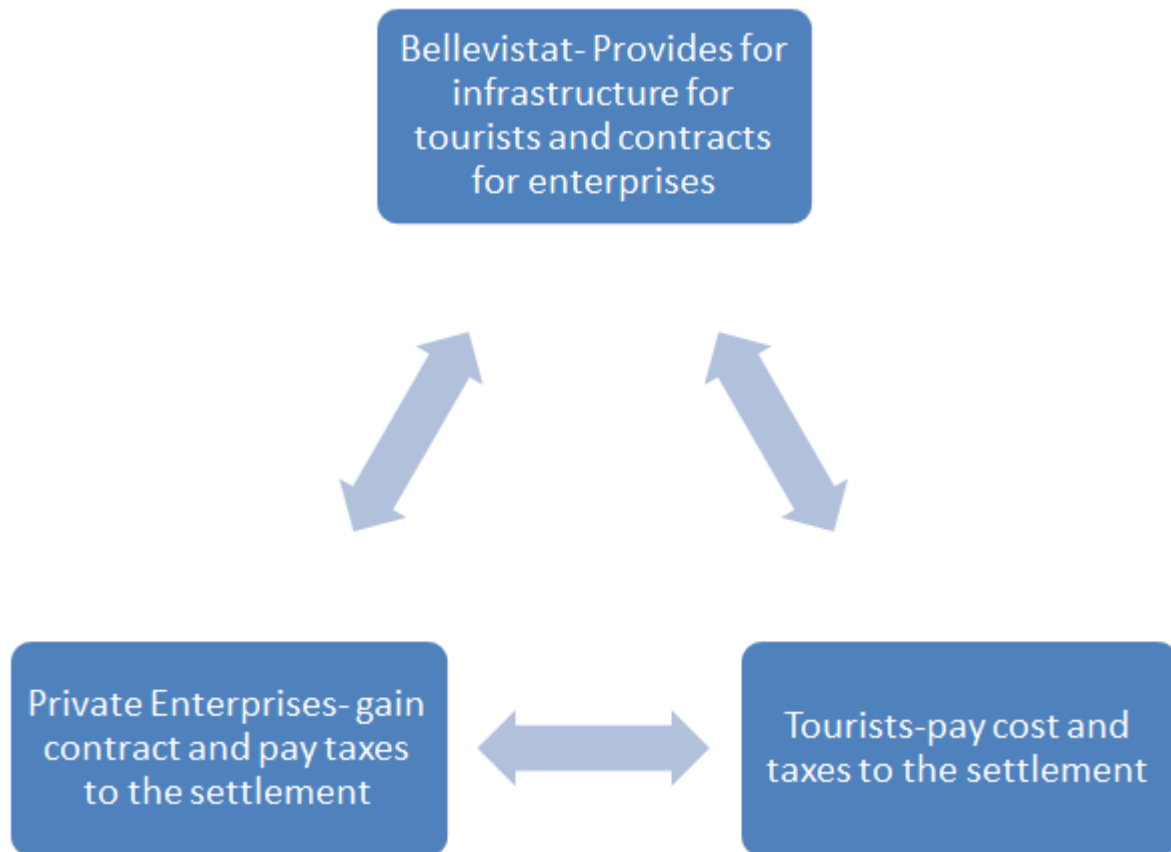 Bellevistat- Provides for
infrastructure for
tourists and contracts
for enterprises
Private Enterprises- gain
contract and pay taxes
to the settlement
Tourists-pay cost and
taxes to the settlement